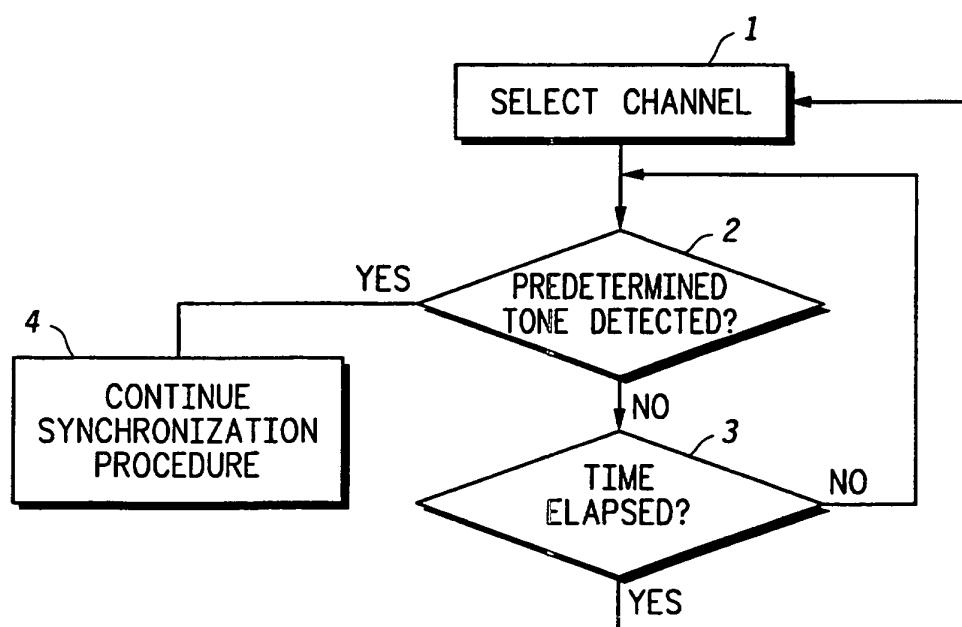 1
SELECT CHANNEL
2
YES
PREDETERMINED
TONE DETECTED?
4
CONTINUE
SYNCHRONIZATION
PROCEDURE
NO
3
TIME
ELAPSED?
NO
YES